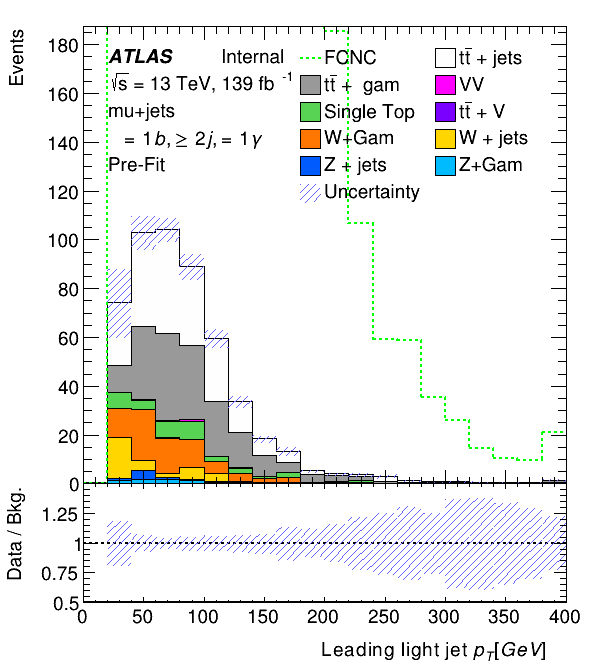 Events
180
160
140
120
100
80
60
40
20
0
ATLAS Internal
√s = 13 TeV, 139 fb⁻¹
mu+jets
= 1b, ≥ 2j, = 1γ
Pre-Fit
FCNC
tt̄ + jets
tt̄ + gam
VV
Single Top
tt̄ + V
W+Gam
W + jets
Z + jets
Z+Gam
Uncertainty
Data / Bkg.
1.25
1
0.75
0.5
0 50 100 150 200 250 300 350 400
Leading light jet p_T[GeV]